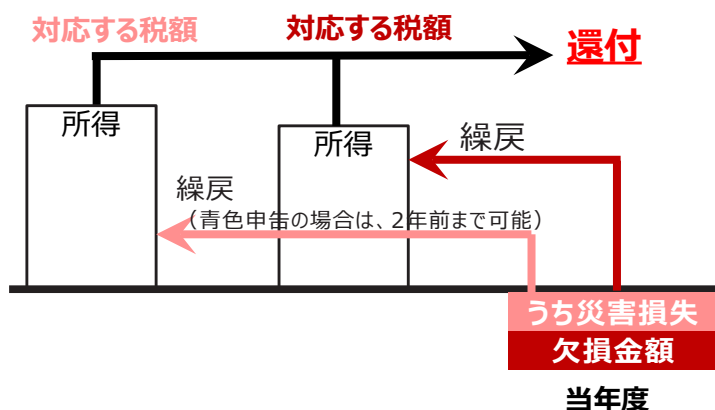 対応する税額
対応する税額
還付
所得
所得
繰戻
繰戻
（青色申告の場合は、2年前まで可能）
うち災害損失
欠損金額
当年度